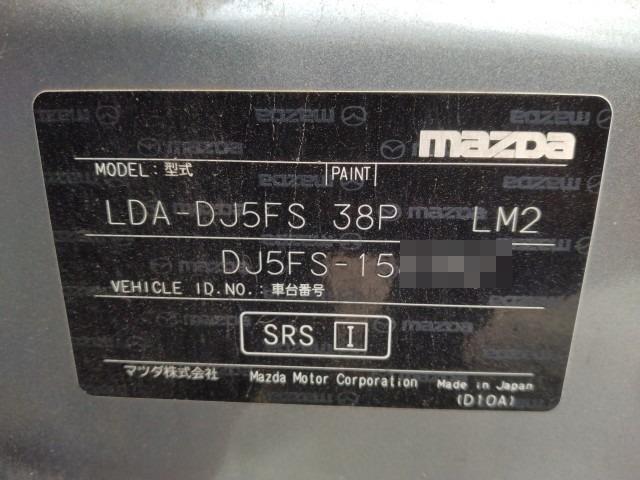 mazda
MODEL: 型式 PAINT
LDA-DJ5FS 38P LM2
DJ5FS-15
VEHICLE ID.NO.: 車台番号
SRS I
マツダ株式会社 Mazda Motor Corporation Made in Japan
(D10A)